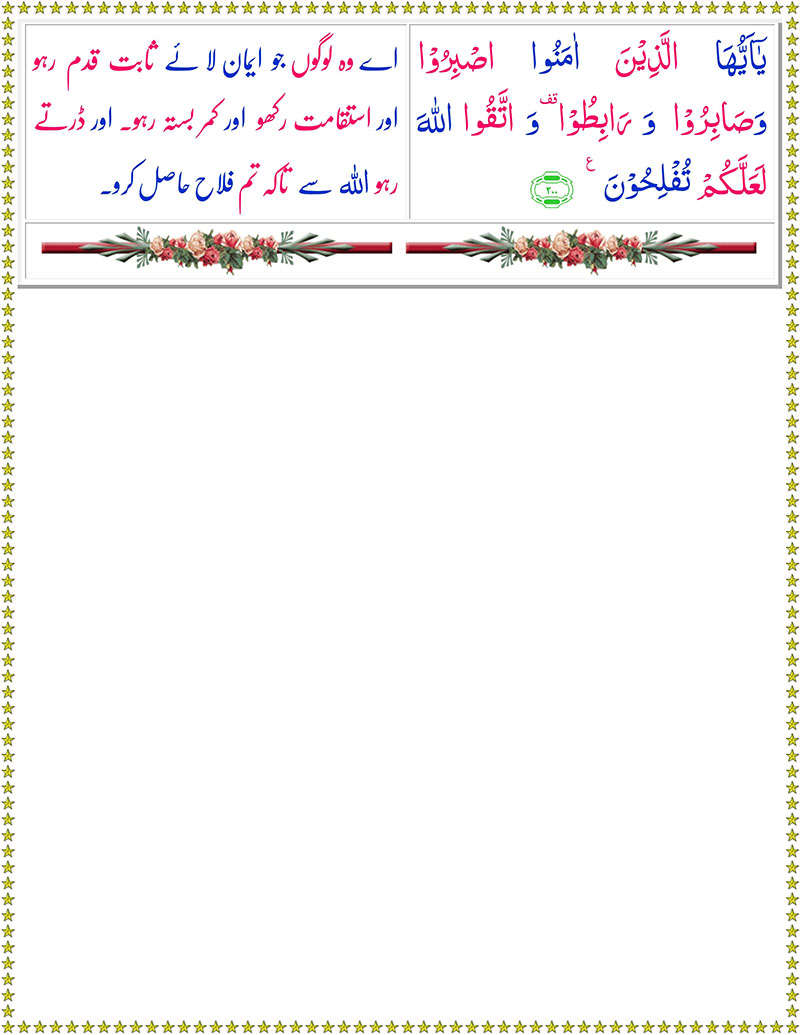 يٰۤاَيُّهَا الَّذِيْنَ اٰمَنُوا اصْبِرُوْا
وَصَابِرُوْا وَ رَابِطُوْا ۫قف وَ اتَّقُوا اللّٰهَ
لَعَلَّكُمْ تُفْلِحُوْنَ ۧع ۲۰۰
اے وہ لوگوں جو ایمان لائے ثابت قدم رہو
اور استقامت رکھو اور کمر بستہ رہو۔ اور ڈرتے
رہو اللہ سے تاکہ تم فلاح حاصل کرو۔